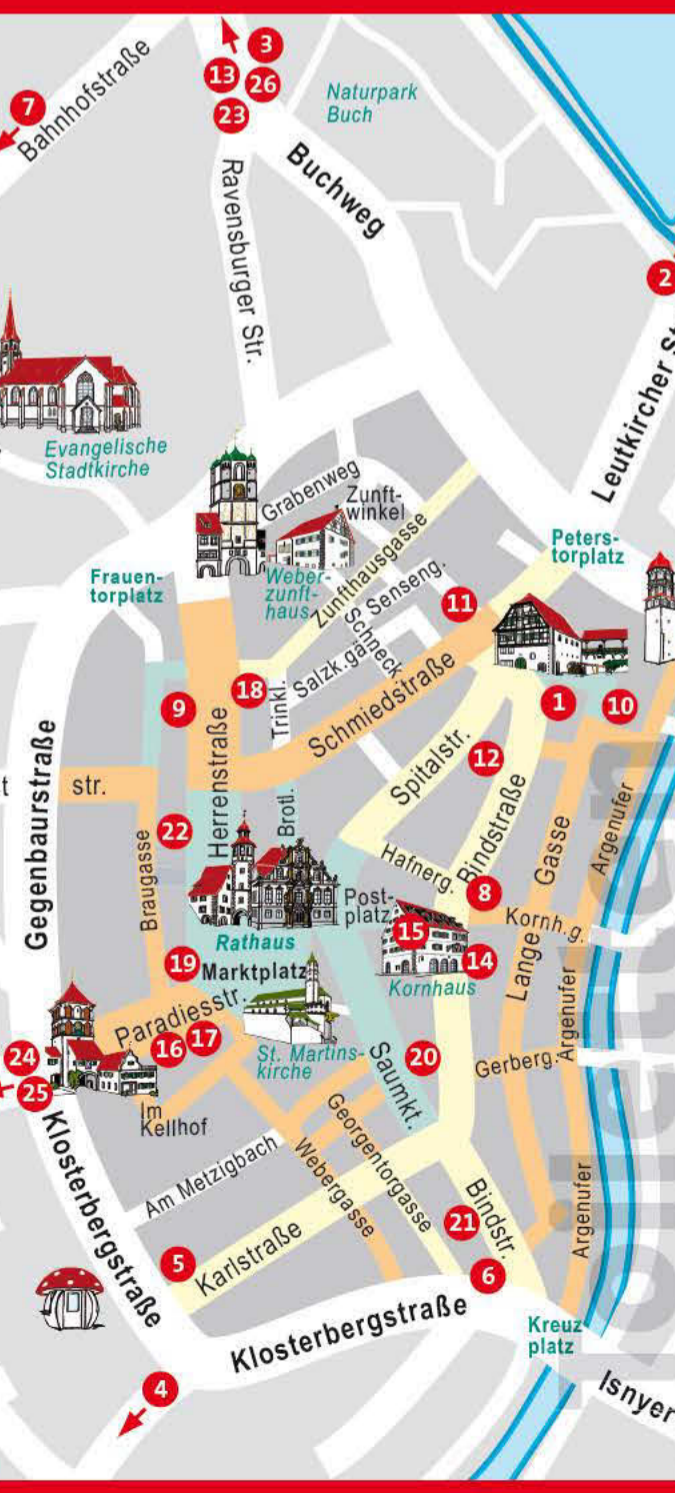 3
13
26
23
7
Bahnhofstraße
Naturpark
Buch
Buchweg
Ravensburger Str.
2
Leutkircher St
Evangelische
Stadtkirche
Grabenweg
Zunft-
winkel
Frauen-
torplatz
Weber-
zunft-
haus
Zunfthausgasse
Senseng.
Schneck
Salzk.gä
Peters-
torplatz
11
1
10
9
18
Trinkl.
Schmiedstraße
Herrenstraße
Gegenbaurstraße
t
str.
Spitalstr.
12
Bindstraße
22
Braugasse
Brotl.
Hafnerg.
8
Gasse
Argenufer
Post-
platz
15
14
Kornh.g.
Lange
Argenufer
Rathaus
Kornhaus
19
Marktplatz
Paradiesstr.
16
17
St. Martins-
kirche
Saumkt.
20
Gerberg.
24
25
Im
Kellhof
Georgentorgasse
Am Metzigbach
Webergasse
Klosterbergstraße
5
Karlstraße
21
Bindstr.
Argenufer
6
Klosterbergstraße
Kreuz
platz
4
Isnyer